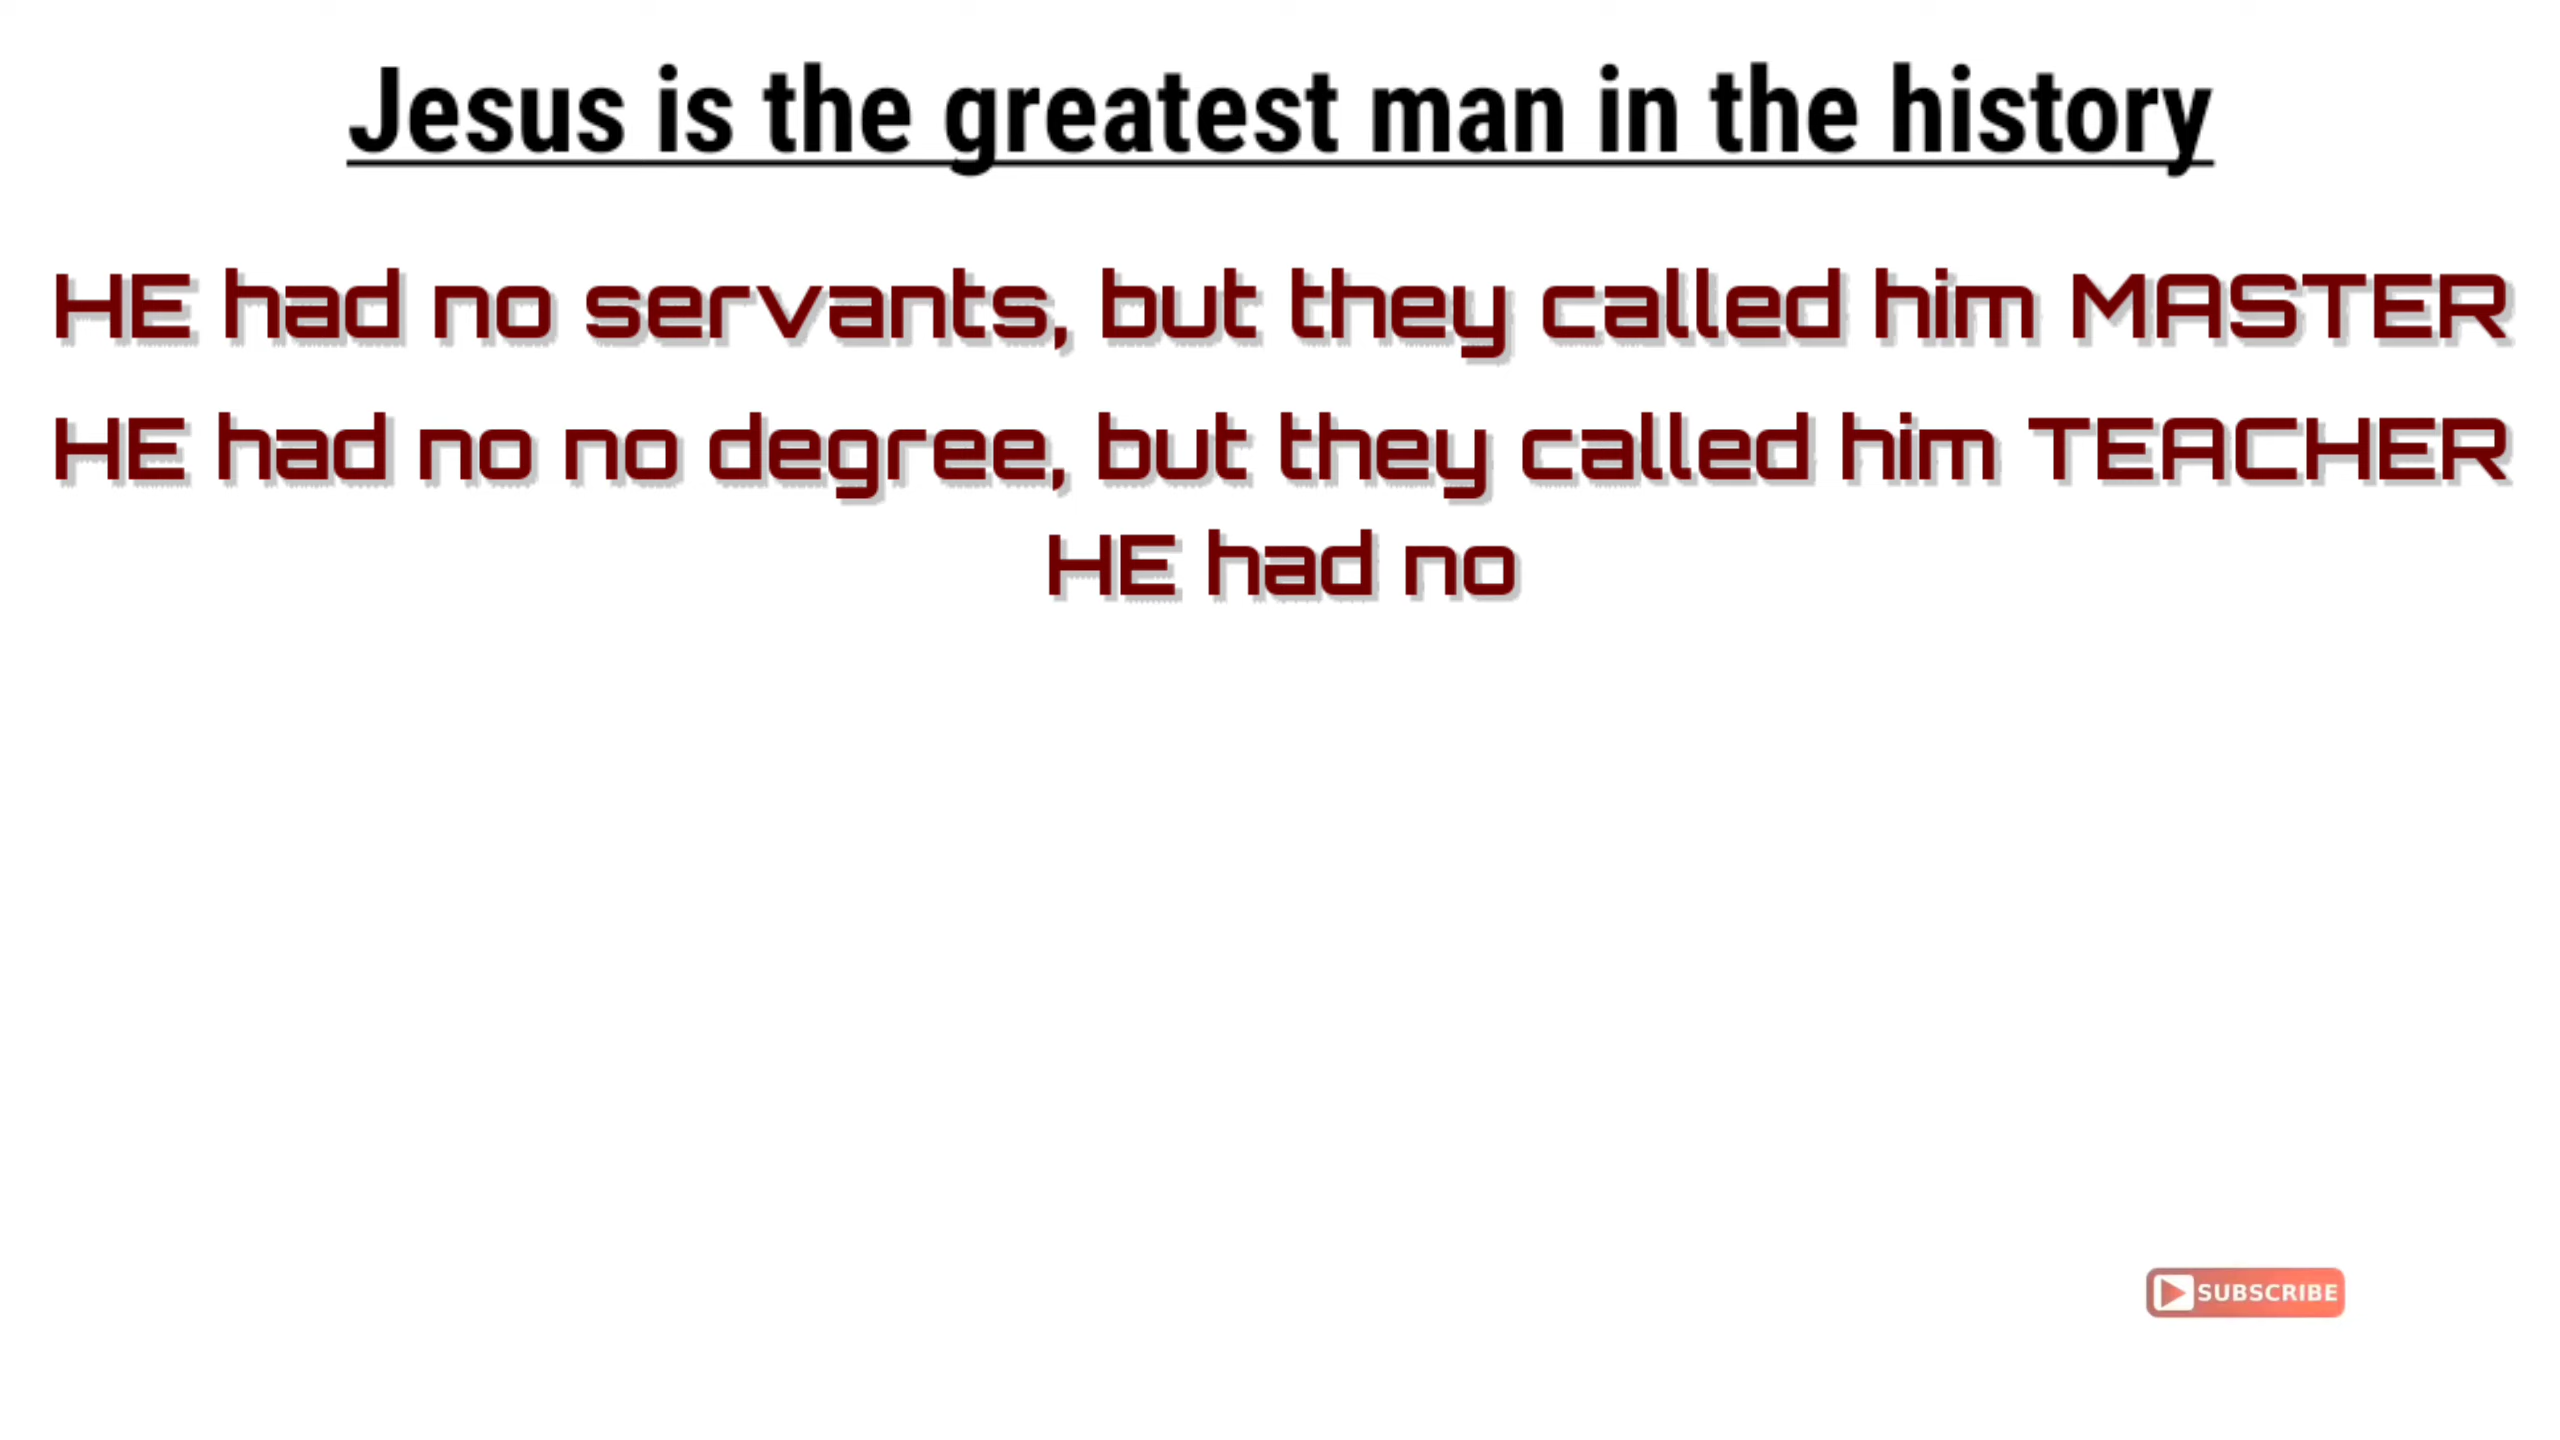 Jesus is the greatest man in the history
HE had no servants, but they called him MASTER
HE had no no degree, but they called him TEACHER
HE had no
SUBSCRIBE